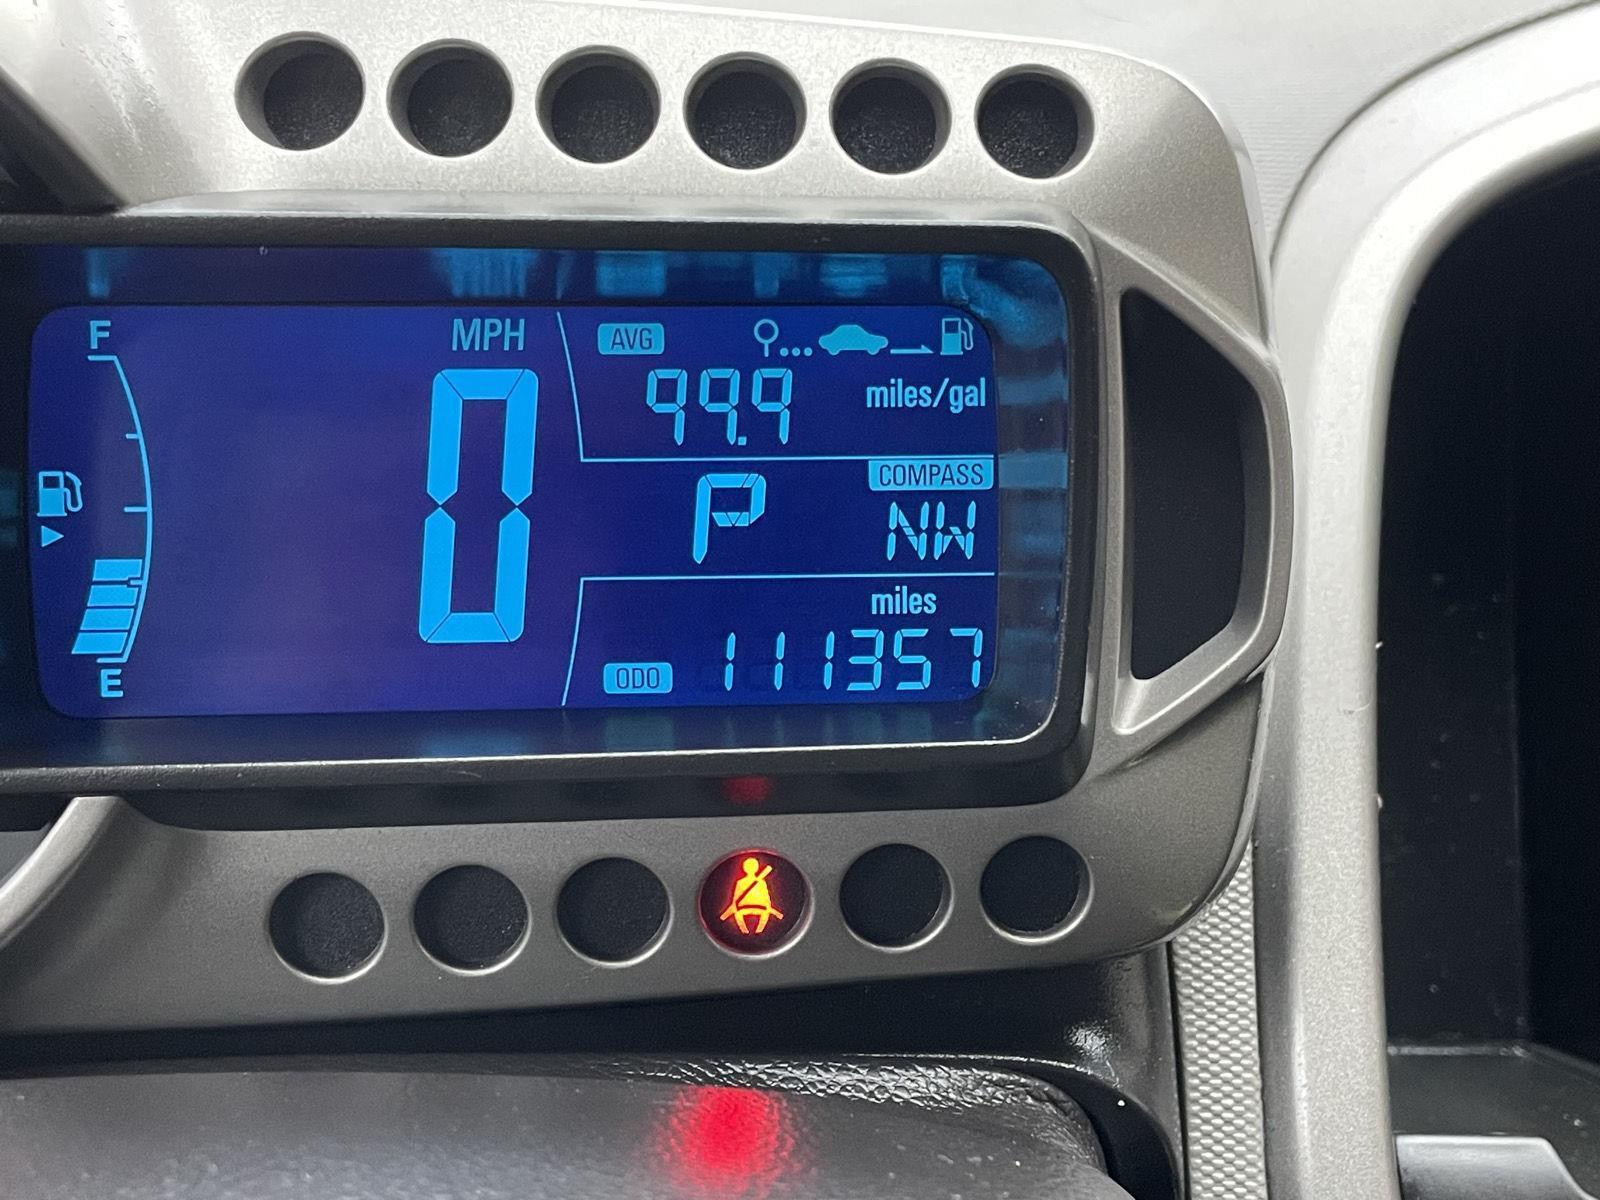 F
MPH
0
E
AVG
99.9 miles/gal
COMPASS
P NW
miles
ODO 111357